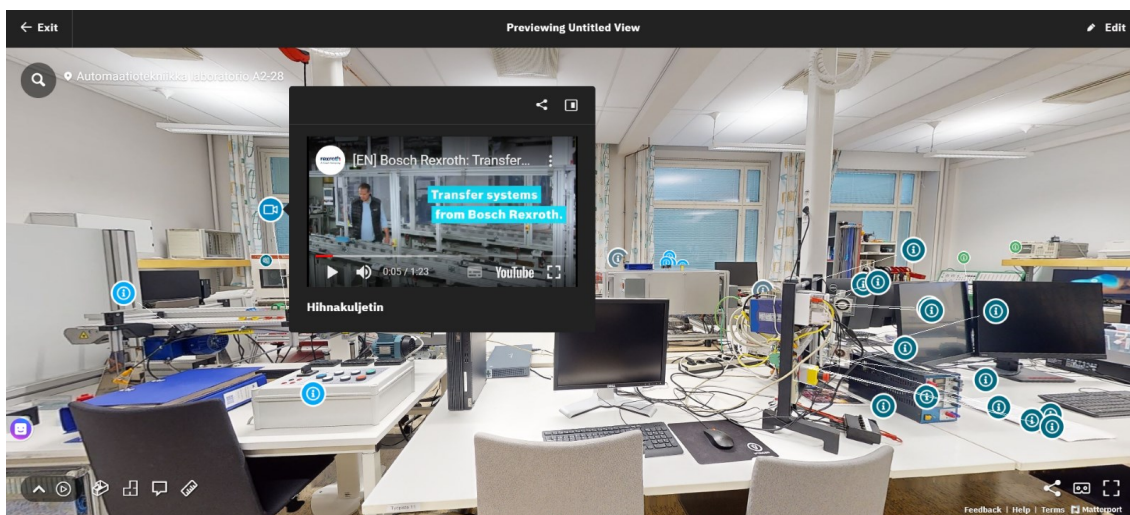 Exit
Previewing Untitled View
Edit
Automaatiotekniikka laboratorio A2-28
rexroth
[EN] Bosch Rexroth: Transfer...
Transfer systems
from Bosch Rexroth.
0:05 / 1:23
YouTube
Hihnakuljetin
Feedback | Help | Terms
Matterport